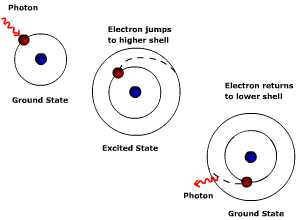 Photon
Ground State
Electron jumps
to higher shell
Excited State
Electron returns
to lower shell
Photon
Ground State